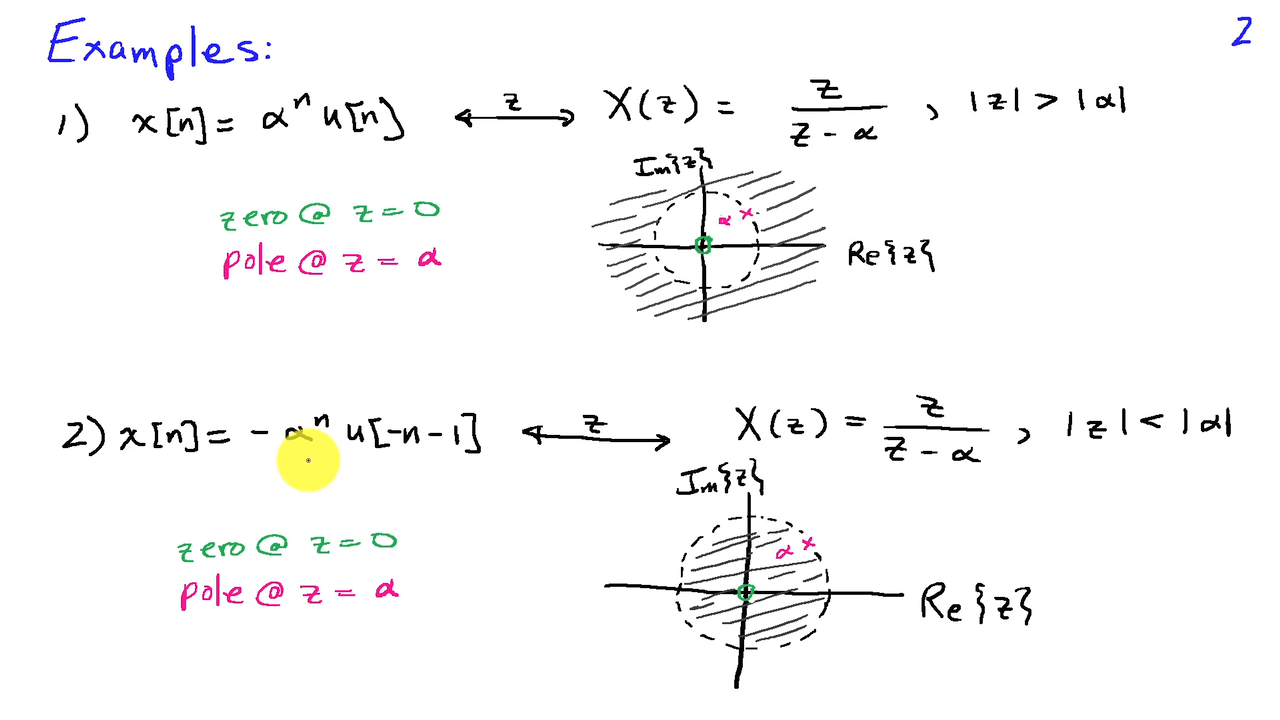 Examples:
2
1) x[n] = α^n u[n] ⟷ z X(z) = z / (z - α) , |z| > |α|
Im{z}
zero @ z = 0
α x
pole @ z = α
Re{z}
2) x[n] = - α^n u[-n-1] ⟷ z X(z) = z / (z - α) , |z| < |α|
Im{z}
zero @ z = 0
α x
pole @ z = α
Re{z}